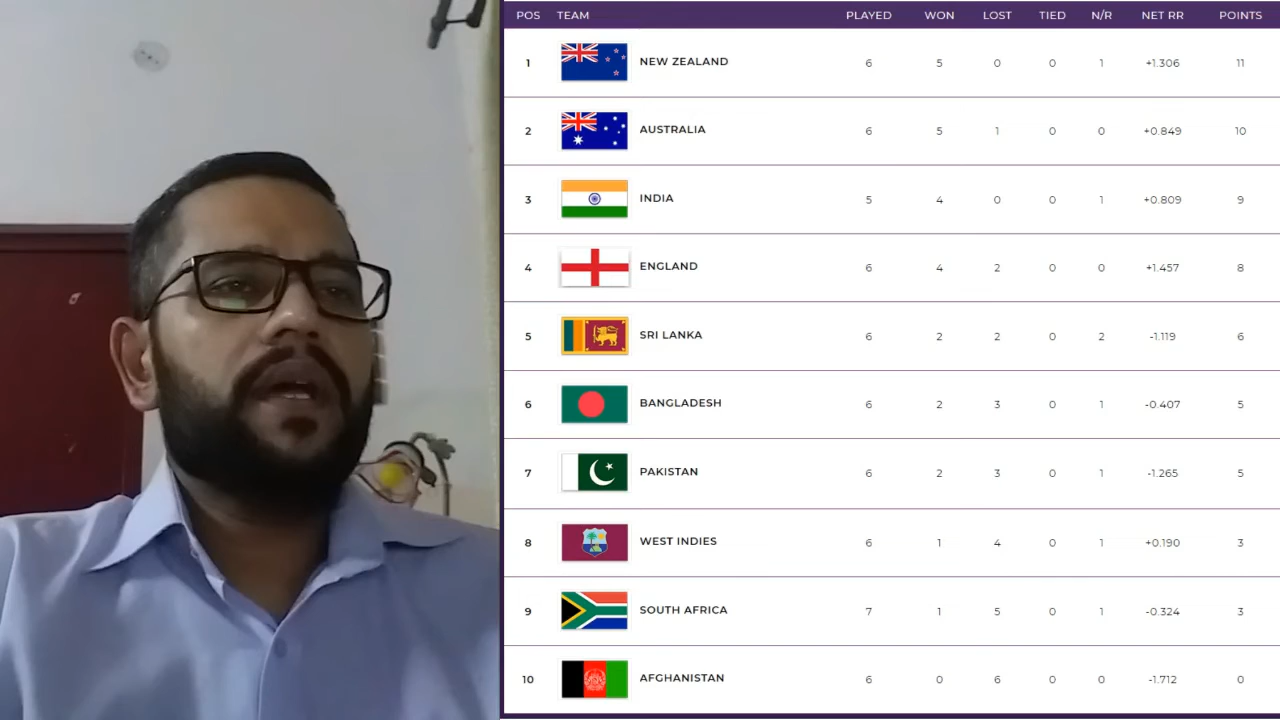 POS TEAM PLAYED WON LOST TIED N/R NET RR POINTS
1 NEW ZEALAND 6 5 0 0 1 +1.306 11
2 AUSTRALIA 6 5 1 0 0 +0.849 10
3 INDIA 5 4 0 0 1 +0.809 9
4 ENGLAND 6 4 2 0 0 +1.457 8
5 SRI LANKA 6 2 2 0 2 -1.119 6
6 BANGLADESH 6 2 3 0 1 -0.407 5
7 PAKISTAN 6 2 3 0 1 -1.265 5
8 WEST INDIES 6 1 4 0 1 +0.190 3
9 SOUTH AFRICA 7 1 5 0 1 -0.324 3
10 AFGHANISTAN 6 0 6 0 0 -1.712 0